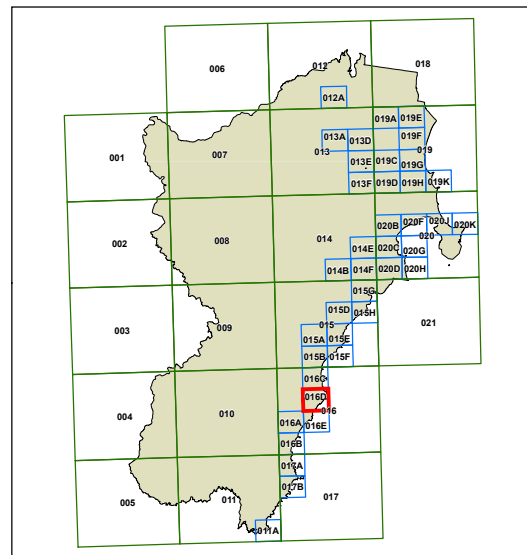 006 012 018
012A
019A 019E
001 007 013A 013D 013 019F 019
013E 019C 019G
013F 019D 019H 019K
002 008 014 020B 020F 020J 020K
014E 020C 020 020G
014B 014F 020D 020H
015G
003 009 015D 015H 021
015
015A 015E
015B 015F
016C
004 010 016D
016
016A 016E
016B
017A
005 011 017B 017
011A